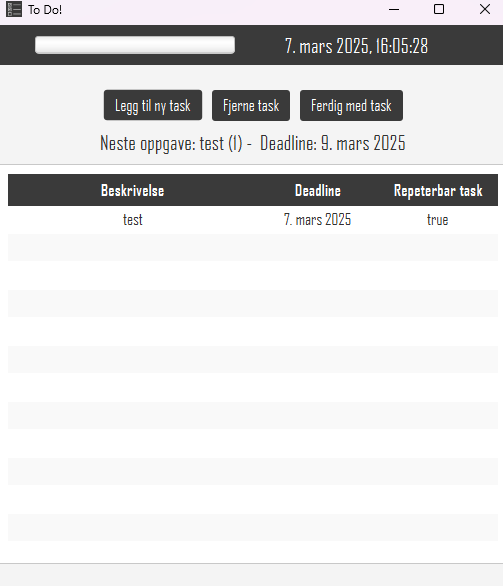 To Do!
7. mars 2025, 16:05:28
Legg til ny task Fjerne task Ferdig med task
Neste oppgave: test (1) - Deadline: 9. mars 2025
Beskrivelse Deadline Repeterbar task
test 7. mars 2025 true